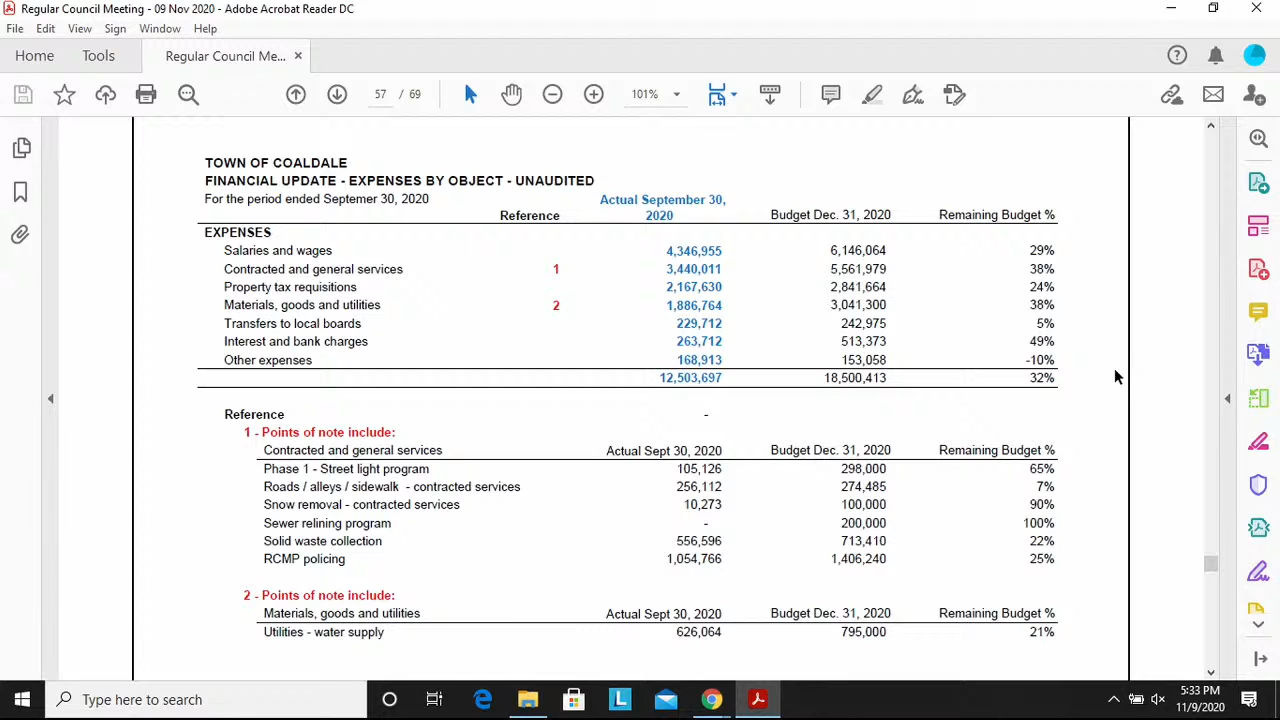 Regular Council Meeting - 09 Nov 2020 - Adobe Acrobat Reader DC
File Edit View Sign Window Help
Home Tools Regular Council Me... ×
57 / 69 101%
TOWN OF COALDALE
FINANCIAL UPDATE - EXPENSES BY OBJECT - UNAUDITED
For the period ended Septemer 30, 2020
Reference Actual September 30, 2020 Budget Dec. 31, 2020 Remaining Budget %
EXPENSES
Salaries and wages 4,346,955 6,146,064 29%
Contracted and general services 1 3,440,011 5,561,979 38%
Property tax requisitions 2,167,630 2,841,664 24%
Materials, goods and utilities 2 1,886,764 3,041,300 38%
Transfers to local boards 229,712 242,975 5%
Interest and bank charges 263,712 513,373 49%
Other expenses 168,913 153,058 -10%
12,503,697 18,500,413 32%
Reference -
1 - Points of note include:
Contracted and general services Actual Sept 30, 2020 Budget Dec. 31, 2020 Remaining Budget %
Phase 1 - Street light program 105,126 298,000 65%
Roads / alleys / sidewalk - contracted services 256,112 274,485 7%
Snow removal - contracted services 10,273 100,000 90%
Sewer relining program - 200,000 100%
Solid waste collection 556,596 713,410 22%
RCMP policing 1,054,766 1,406,240 25%
2 - Points of note include:
Materials, goods and utilities Actual Sept 30, 2020 Budget Dec. 31, 2020 Remaining Budget %
Utilities - water supply 626,064 795,000 21%
Type here to search
5:33 PM
11/9/2020